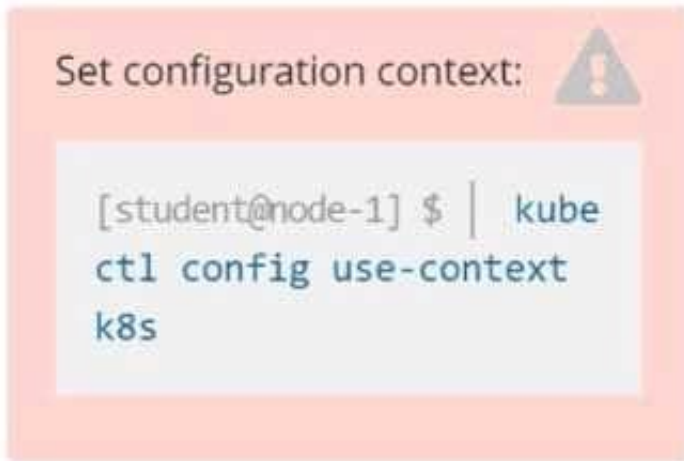 Set configuration context:
[student@node-1] $ | kube
ctl config use-context
k8s